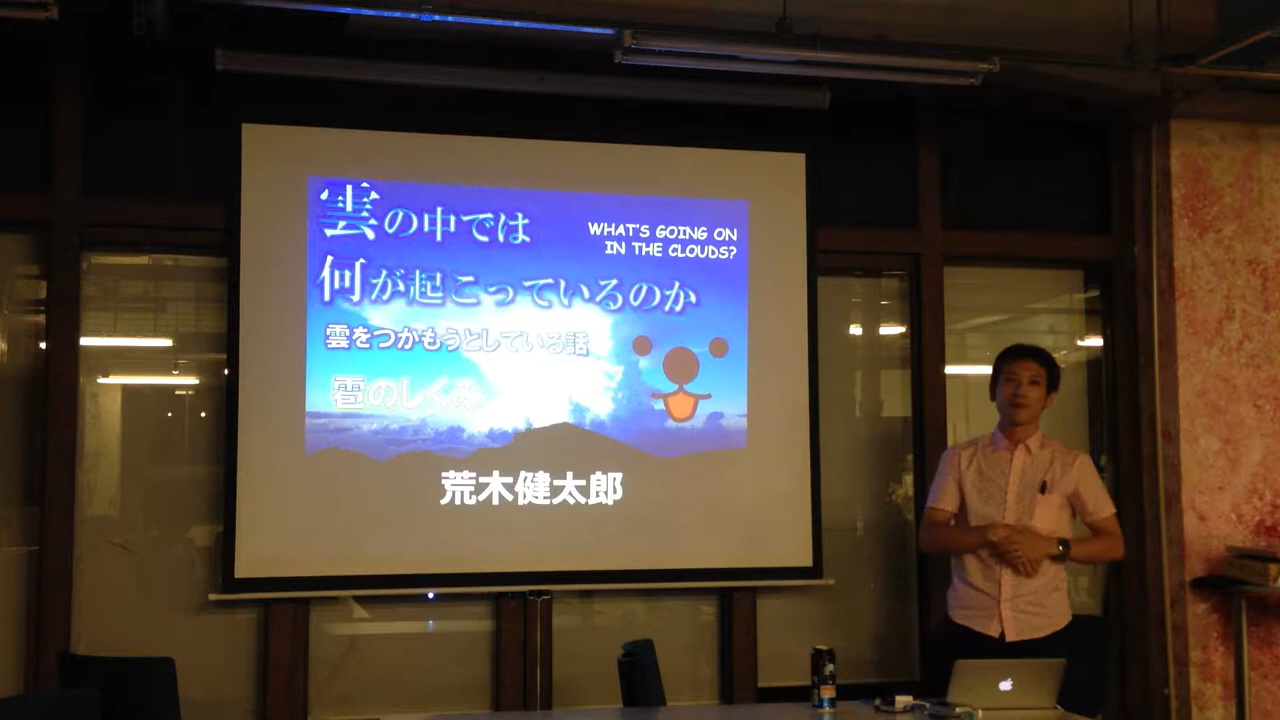 雲の中では
何が起こっているのか
WHAT'S GOING ON
IN THE CLOUDS?
雲をつかもうとしている話
雹のしくみ
荒木健太郎